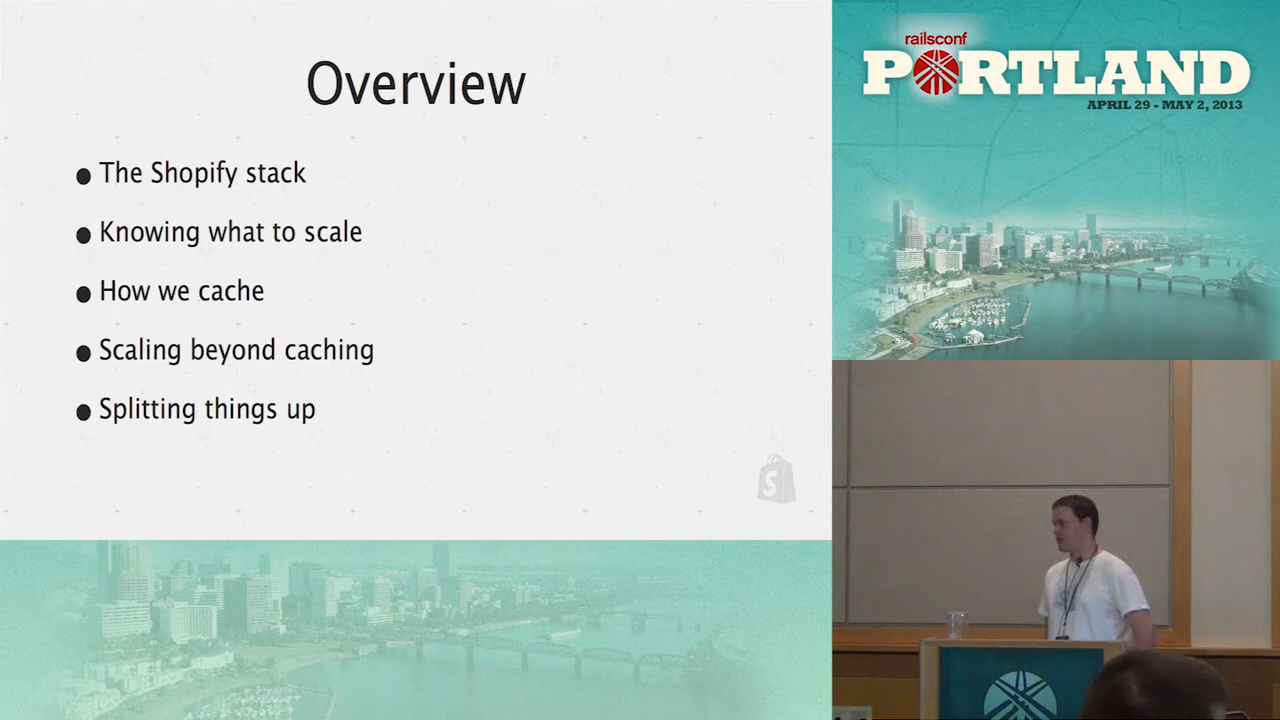 Overview
The Shopify stack
Knowing what to scale
How we cache
Scaling beyond caching
Splitting things up
S
railsconf
PORTLAND
APRIL 29 - MAY 2, 2013